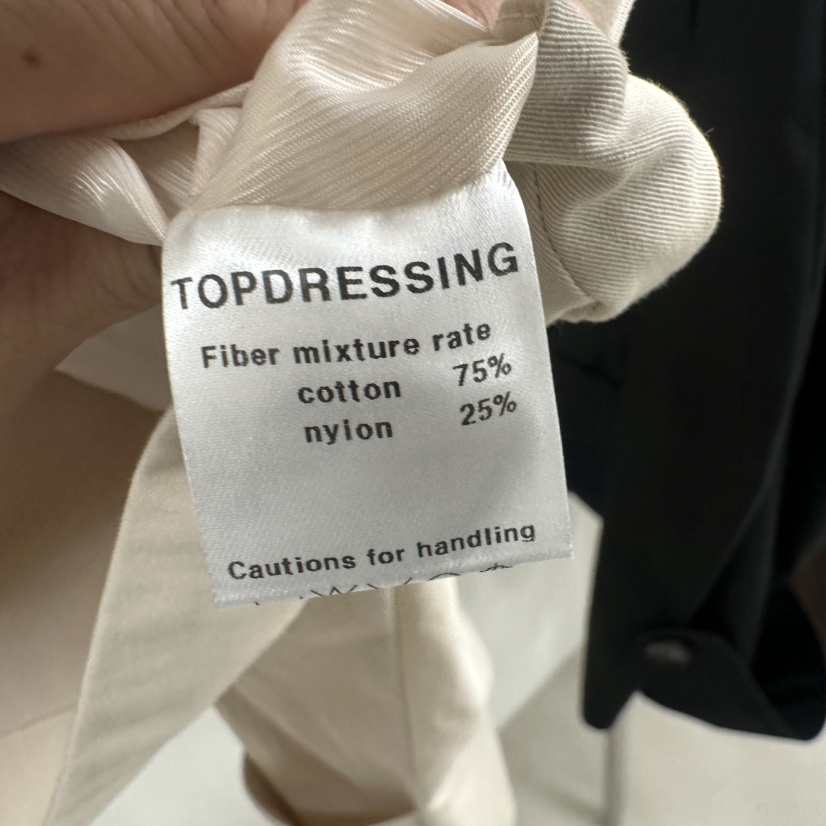 TOPDRESSING
Fiber mixture rate
cotton 75%
nyion 25%
Cautions for handling